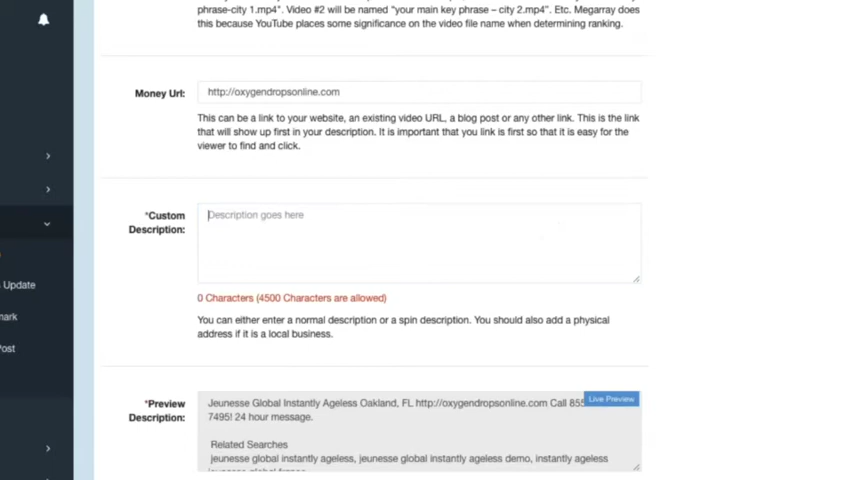 phrase-city 1.mp4". Video #2 will be named "your main key phrase – city 2.mp4". Etc. Megarray does
this because YouTube places some significance on the video file name when determining ranking.
Money Url:
http://oxygendropsonline.com
This can be a link to your website, an existing video URL, a blog post or any other link. This is the link
that will show up first in your description. It is important that you link is first so that it is easy for the
viewer to find and click.
*Custom
Description:
Description goes here
0 Characters (4500 Characters are allowed)
You can either enter a normal description or a spin description. You should also add a physical
address if it is a local business.
Update
Post
*Preview
Description:
Live Preview
Jeunesse Global Instantly Ageless Oakland, FL http://oxygendropsonline.com Call 855
7495! 24 hour message.
Related Searches
jeunesse global instantly ageless, jeunesse global instantly ageless demo, instantly ageless